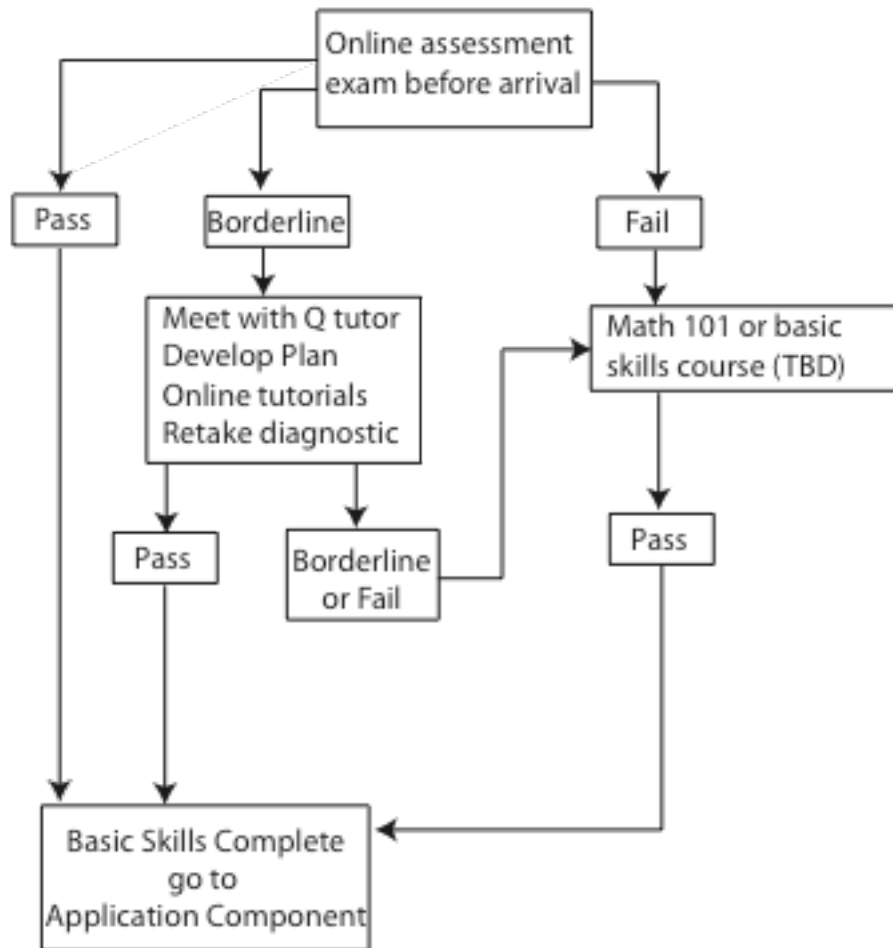 Online assessment
exam before arrival
Pass
Borderline
Fail
Meet with Q tutor
Develop Plan
Online tutorials
Retake diagnostic
Math 101 or basic
skills course (TBD)
Pass
Borderline
or Fail
Pass
Basic Skills Complete
go to
Application Component